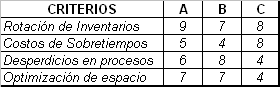 CRITERIOS A B C
Rotación de Inventarios 9 7 8
Costos de Sobretiempos 5 4 8
Desperdicios en procesos 6 8 4
Optimización de espacio 7 7 4